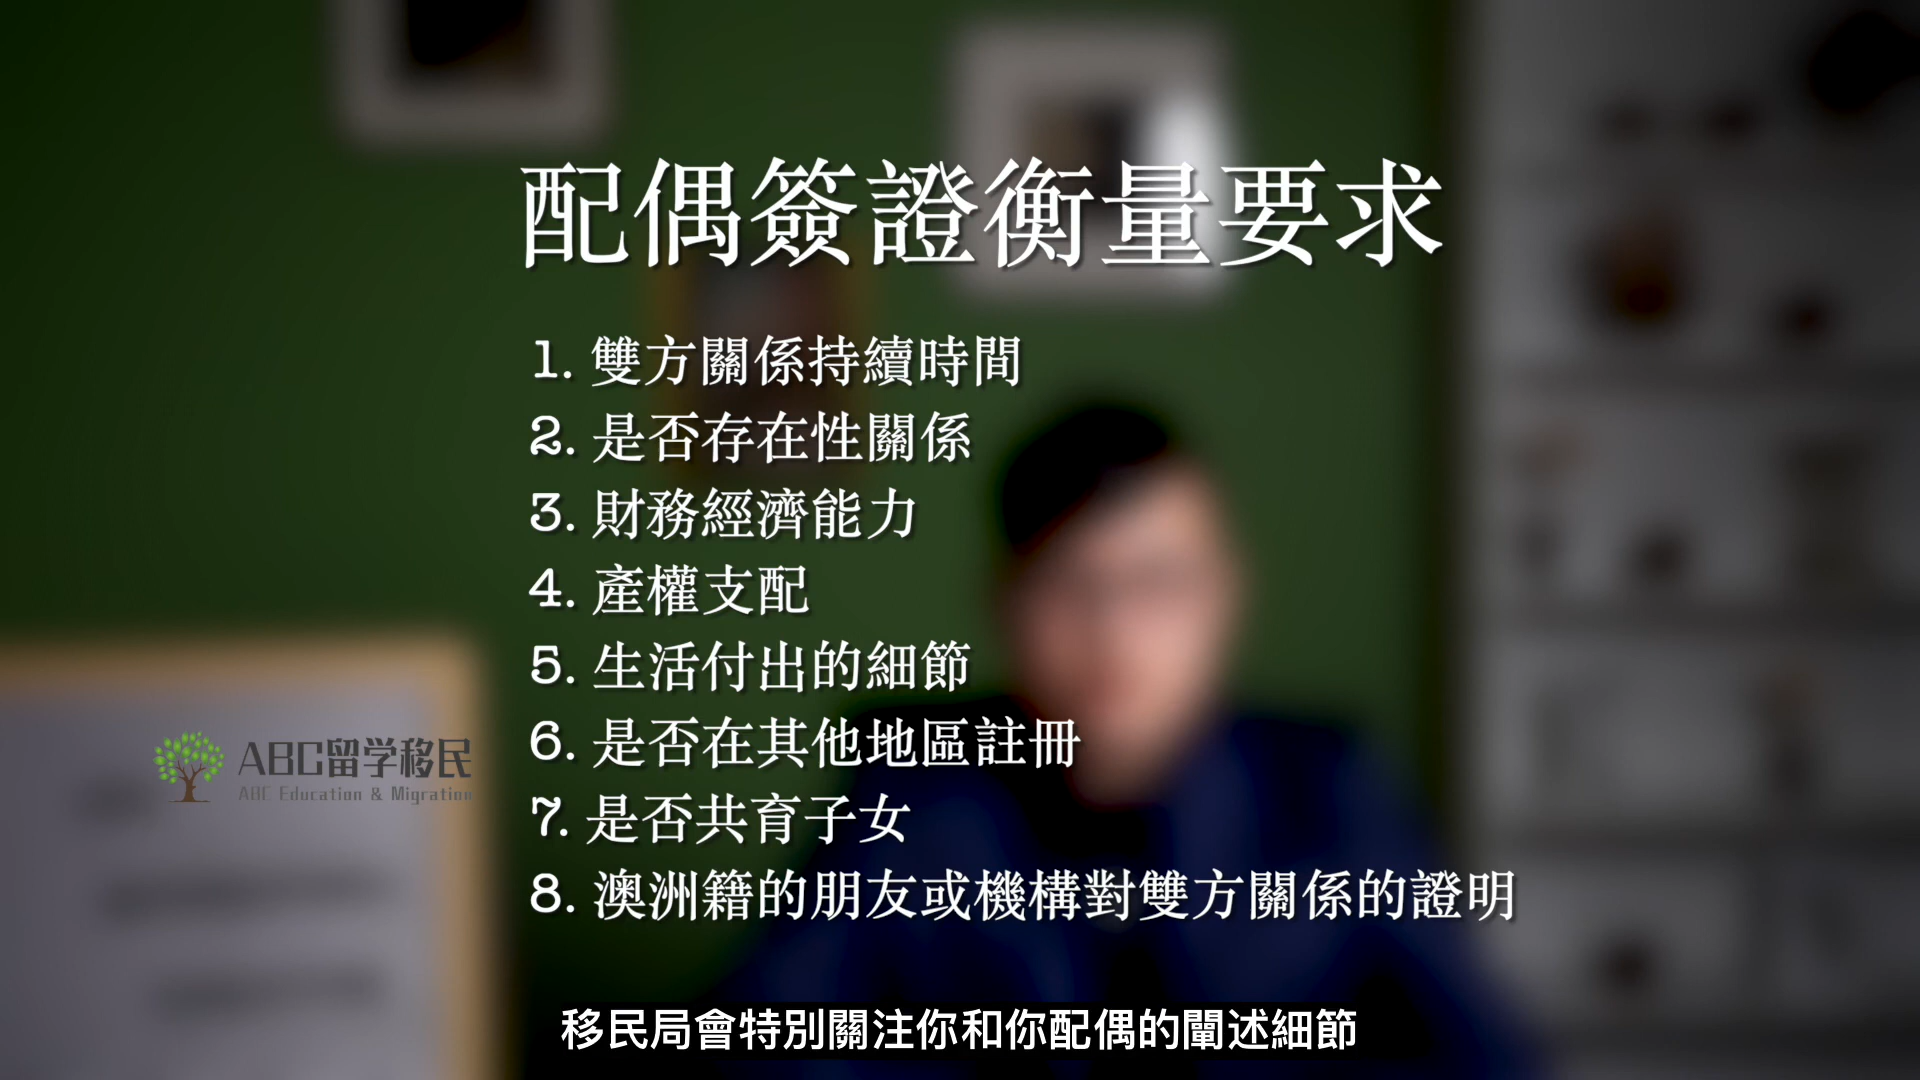 配偶簽證衡量要求
1. 雙方關係持續時間
2. 是否存在性關係
3. 財務經濟能力
4. 產權支配
5. 生活付出的細節
6. 是否在其他地區註冊
7. 是否共育子女
8. 澳洲籍的朋友或機構對雙方關係的證明
ABC留学移民
ABC Education & Migration
移民局會特別關注你和你配偶的闡述細節